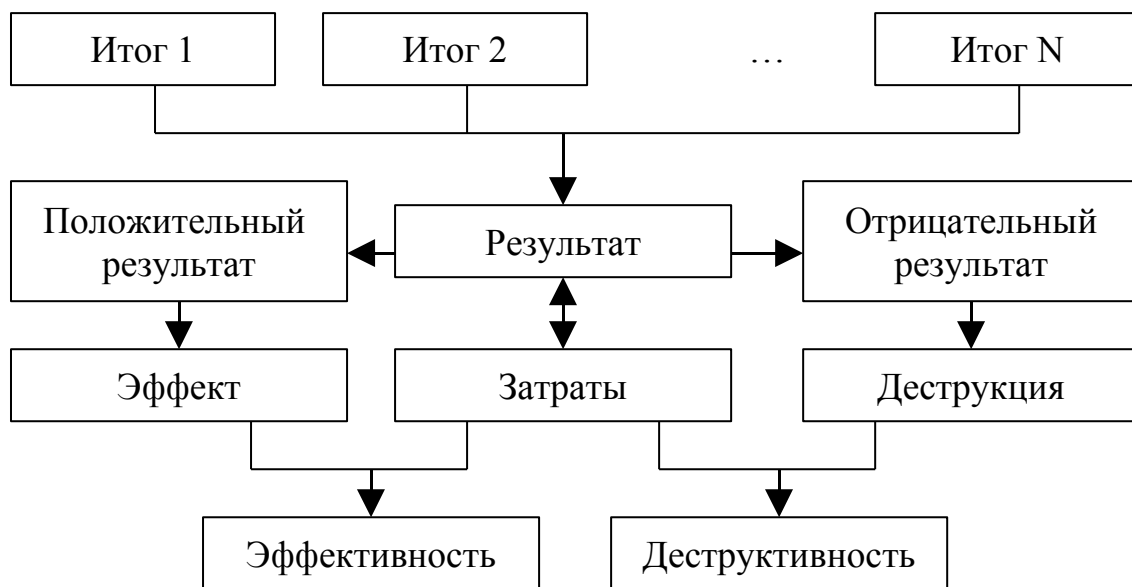 Итог 1
Итог 2
…
Итог N
Положительный
результат
Результат
Отрицательный
результат
Эффект
Затраты
Деструкция
Эффективность
Деструктивность